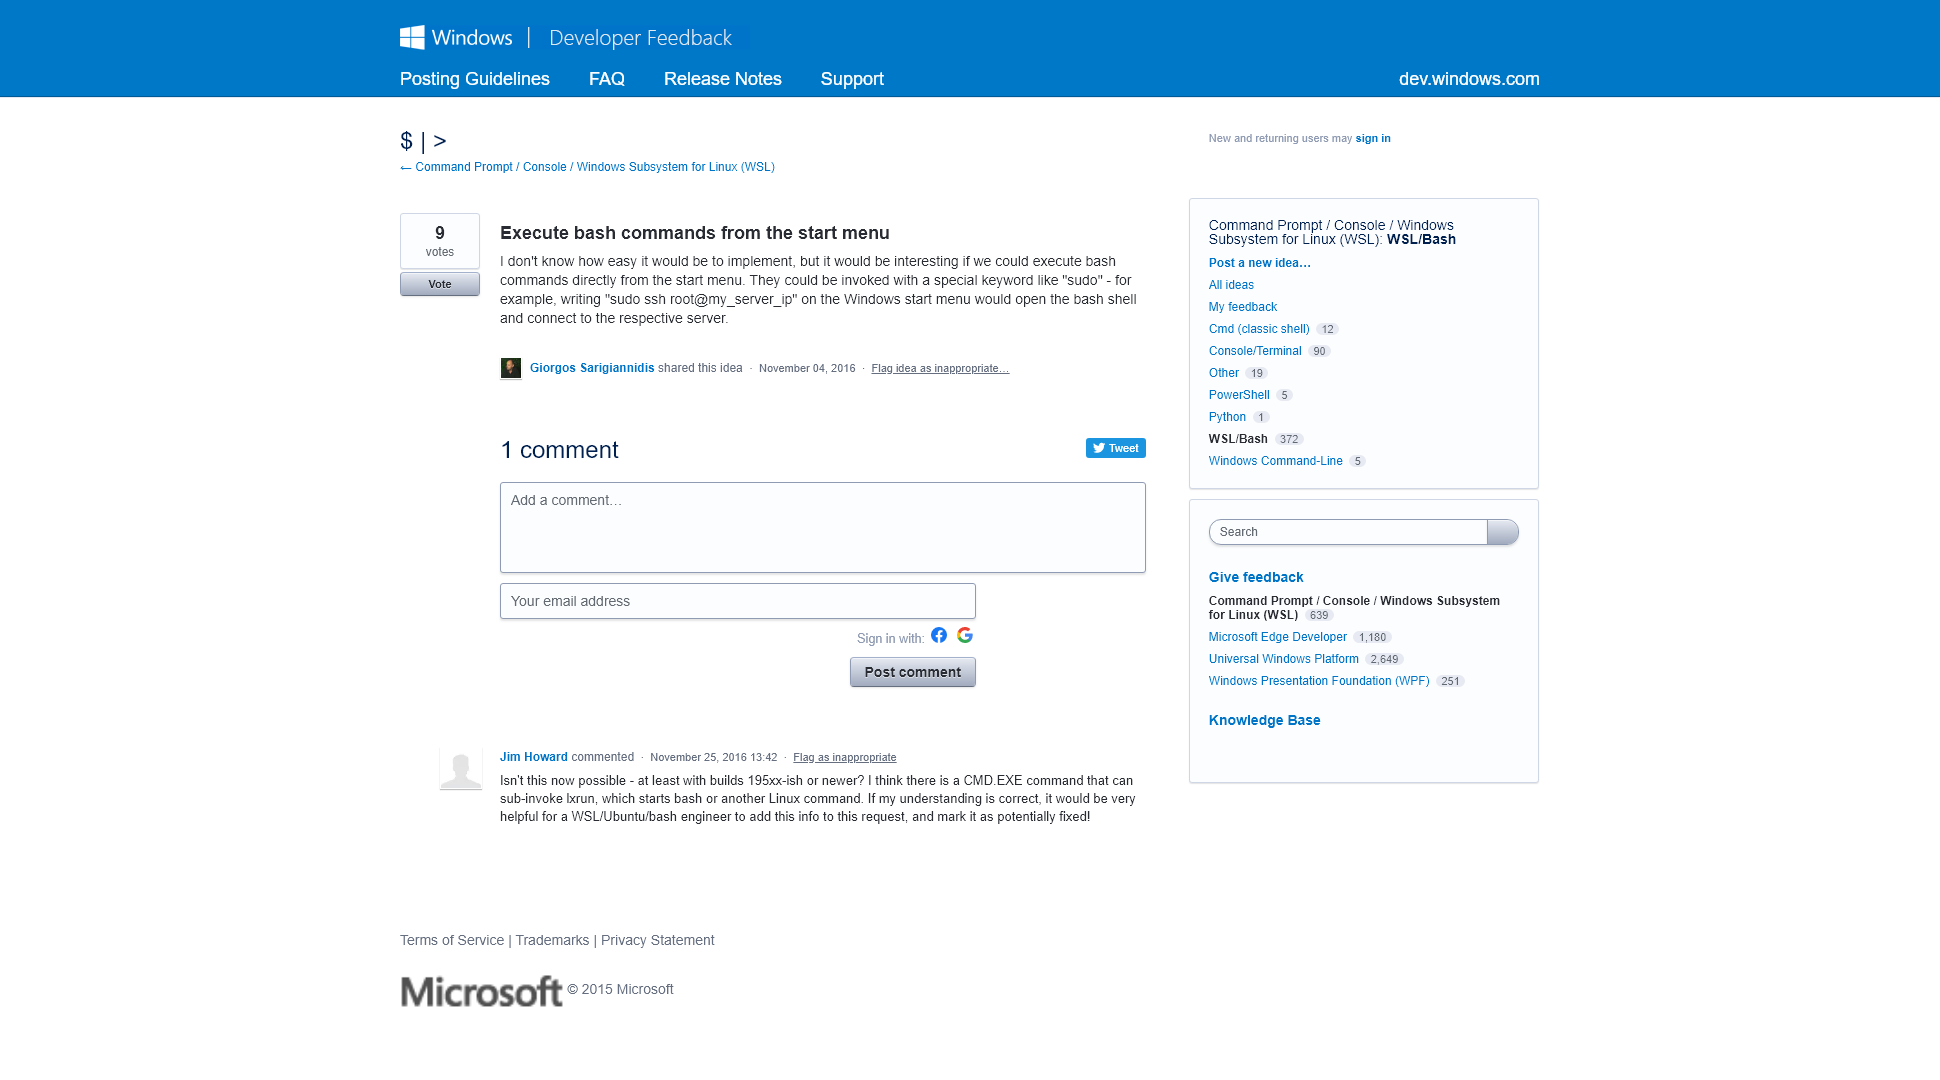 Windows | Developer Feedback
Posting Guidelines FAQ Release Notes Support dev.windows.com
$ | >
← Command Prompt / Console / Windows Subsystem for Linux (WSL)
New and returning users may sign in
9
votes
Vote
Execute bash commands from the start menu
I don't know how easy it would be to implement, but it would be interesting if we could execute bash
commands directly from the start menu. They could be invoked with a special keyword like "sudo" - for
example, writing "sudo ssh root@my_server_ip" on the Windows start menu would open the bash shell
and connect to the respective server.
Giorgos Sarigiannidis shared this idea · November 04, 2016 · Flag idea as inappropriate…
1 comment
Tweet
Add a comment…
Your email address
Sign in with:
Post comment
Jim Howard commented · November 25, 2016 13:42 · Flag as inappropriate
Isn't this now possible - at least with builds 195xx-ish or newer? I think there is a CMD.EXE command that can
sub-invoke lxrun, which starts bash or another Linux command. If my understanding is correct, it would be very
helpful for a WSL/Ubuntu/bash engineer to add this info to this request, and mark it as potentially fixed!
Command Prompt / Console / Windows
Subsystem for Linux (WSL): WSL/Bash
Post a new idea…
All ideas
My feedback
Cmd (classic shell) 12
Console/Terminal 90
Other 19
PowerShell 5
Python 1
WSL/Bash 372
Windows Command-Line 5
Search
Give feedback
Command Prompt / Console / Windows Subsystem
for Linux (WSL) 639
Microsoft Edge Developer 1,180
Universal Windows Platform 2,649
Windows Presentation Foundation (WPF) 251
Knowledge Base
Terms of Service | Trademarks | Privacy Statement
Microsoft © 2015 Microsoft